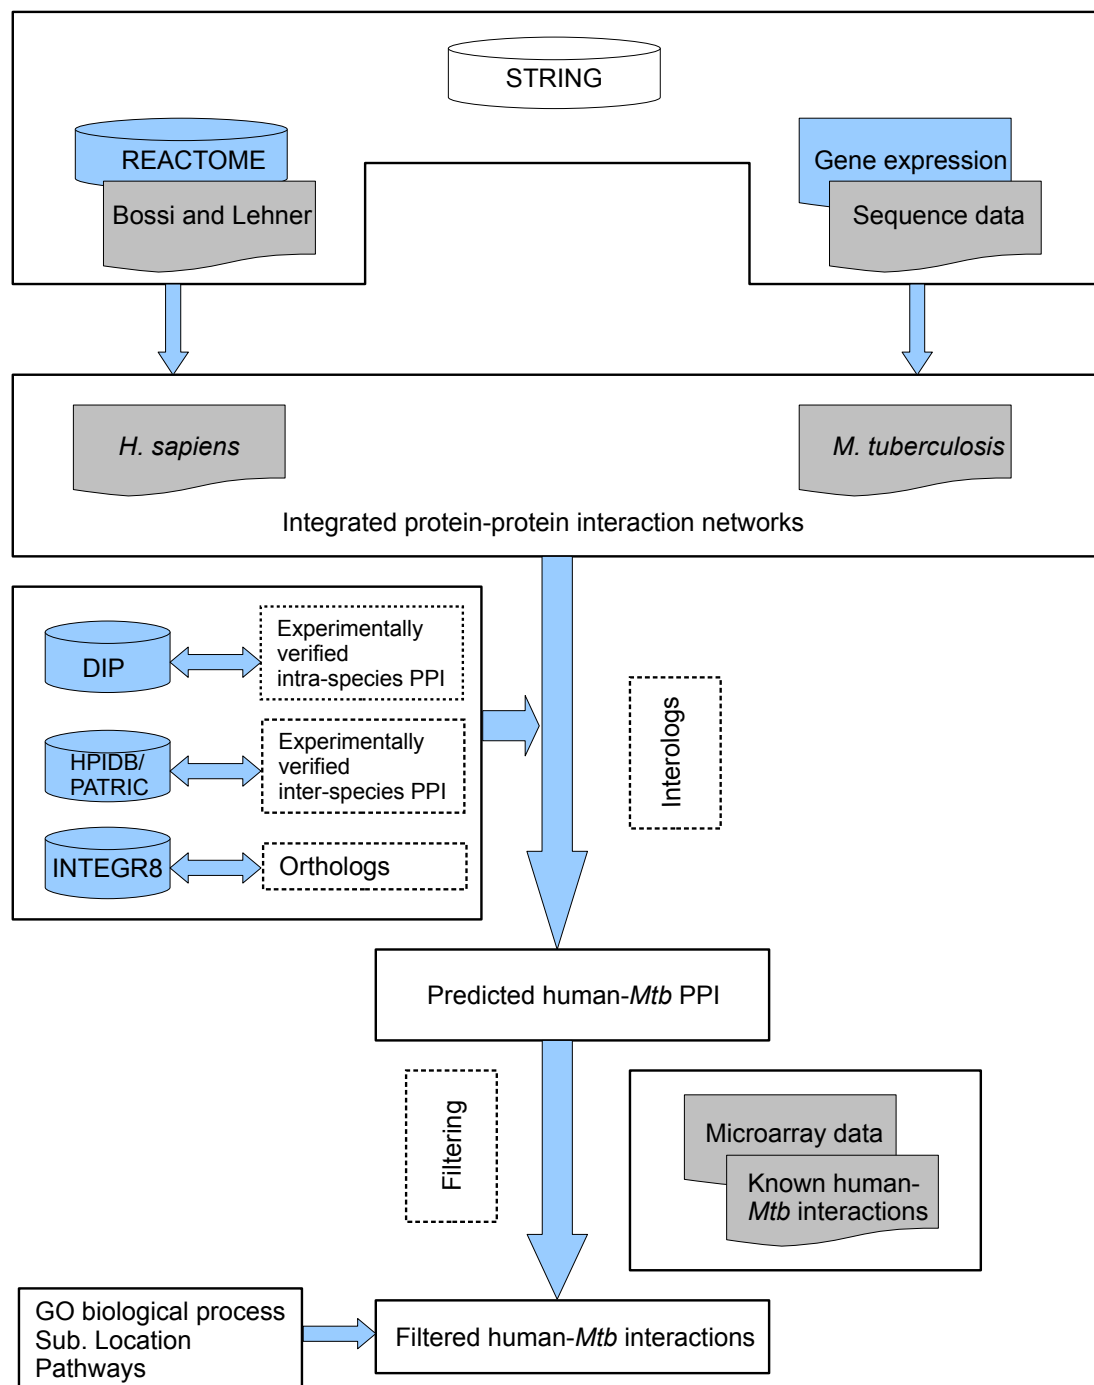 STRING
REACTOME
Bossi and Lehner
Gene expression
Sequence data
H. sapiens
M. tuberculosis
Integrated protein-protein interaction networks
DIP
Experimentally
verified
intra-species PPI
HPIDB/
PATRIC
Experimentally
verified
inter-species PPI
INTEGR8
Orthologs
Interologs
Predicted human-Mtb PPI
Filtering
Microarray data
Known human-
Mtb interactions
GO biological process
Sub. Location
Pathways
Filtered human-Mtb interactions